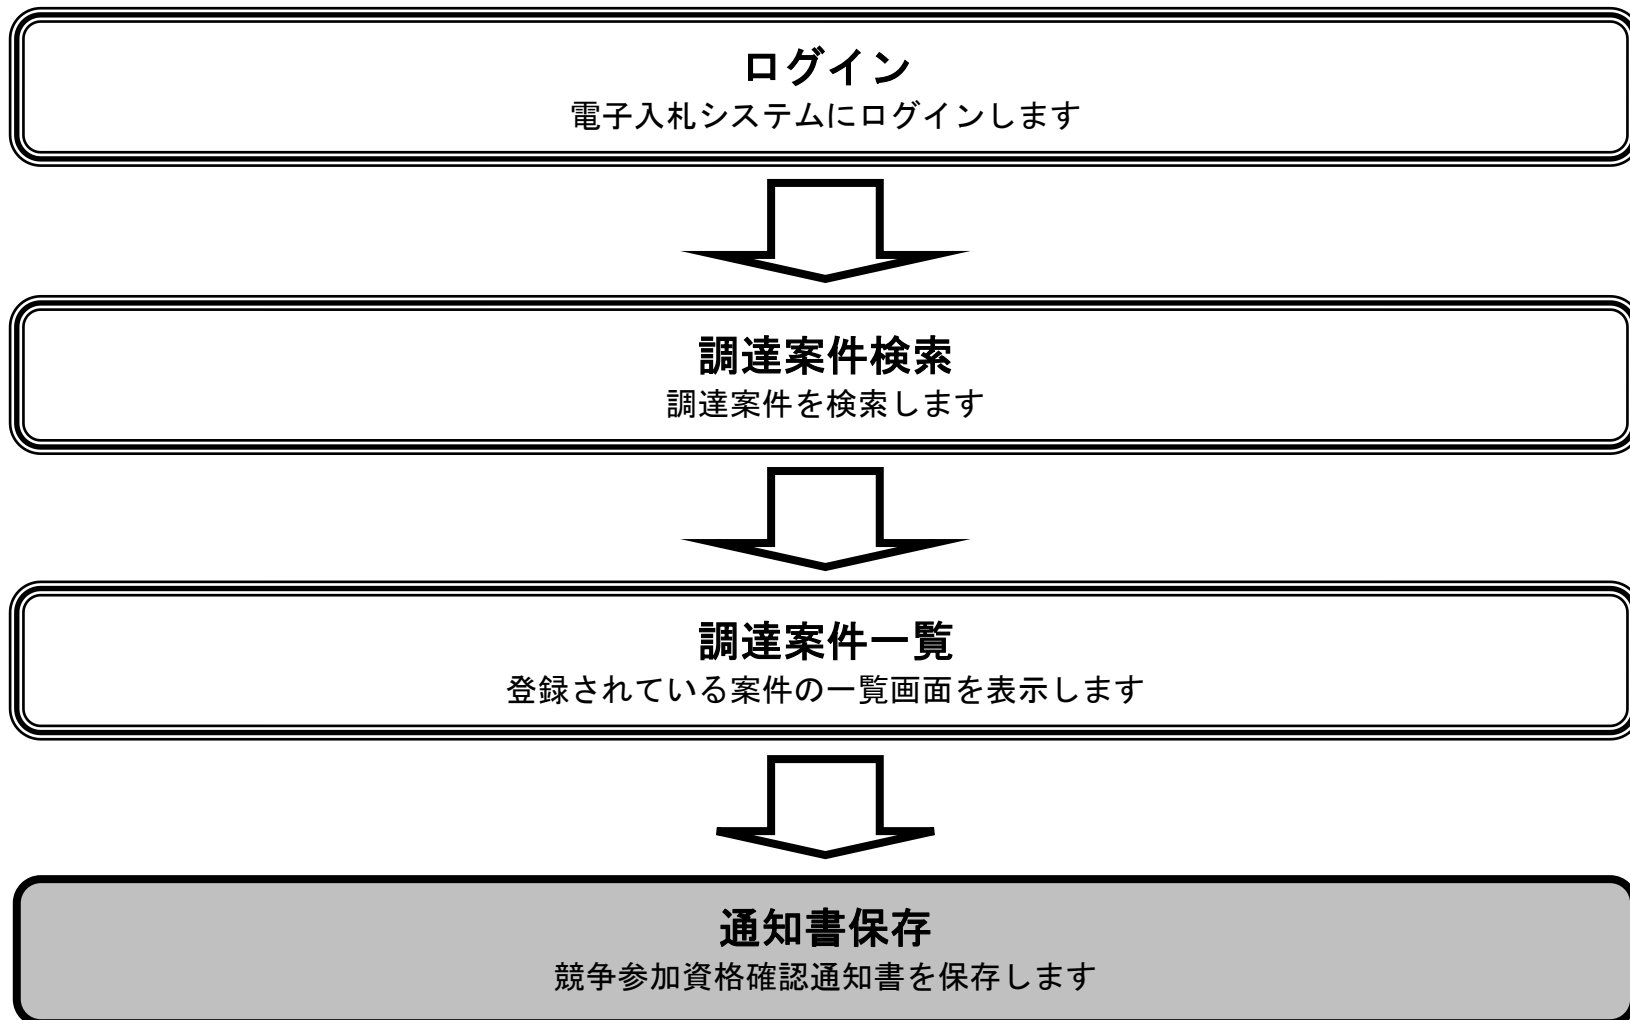 ログイン
電子入札システムにログインします
調達案件検索
調達案件を検索します
調達案件一覧
登録されている案件の一覧画面を表示します
通知書保存
競争参加資格確認通知書を保存します